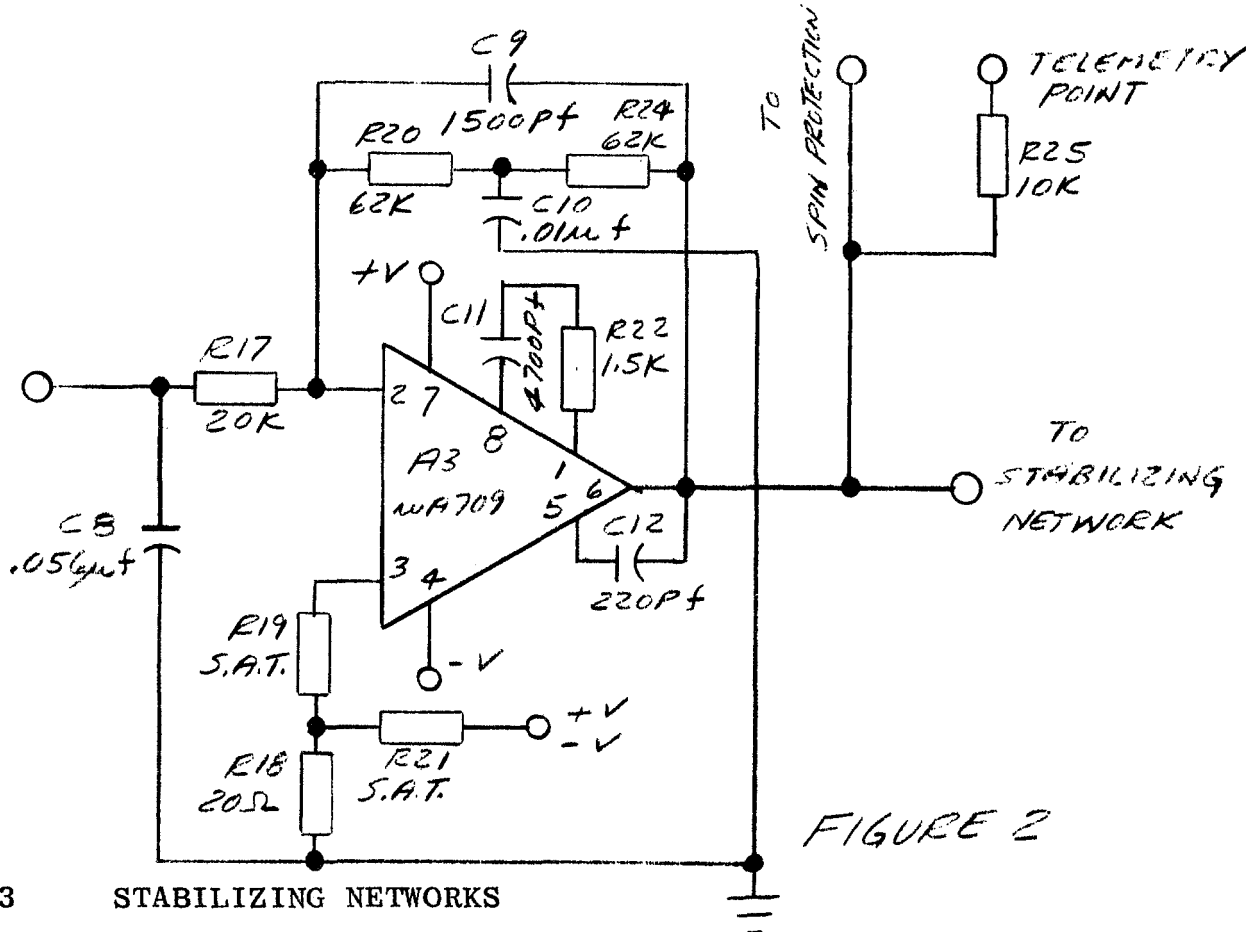 C9
1500Pf
R20
62K
R24
62K
C10
.01µf
TO
SPIN PROTECTION
TELEMETRY
POINT
R25
10K
+V
C11
4700Pf
R22
1.5K
R17
20K
2
7
8
1
A3
µA709
5
6
3
4
C12
220Pf
TO
STABILIZING
NETWORK
C8
.056µf
R19
S.A.T.
-V
+V
-V
R21
S.A.T.
R18
20Ω
FIGURE 2
3 STABILIZING NETWORKS